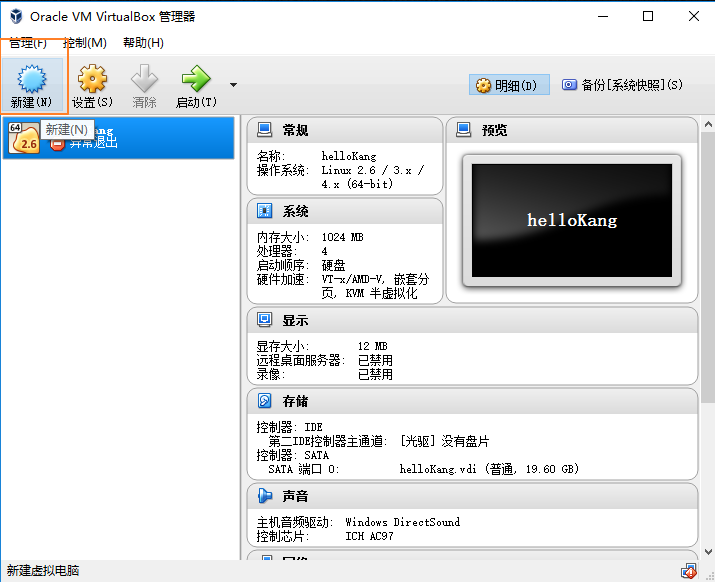 Oracle VM VirtualBox 管理器
管理(F) 控制(M) 帮助(H)
新建(N) 设置(S) 清除 启动(T) 明细(D) 备份[系统快照](S)
64
2.6
新建(N)
异常退出
常规
名称: helloKang
操作系统: Linux 2.6 / 3.x /
4.x (64-bit)
预览
helloKang
系统
内存大小: 1024 MB
处理器: 4
启动顺序: 硬盘
硬件加速: VT-x/AMD-V, 嵌套分
页, KVM 半虚拟化
显示
显存大小: 12 MB
远程桌面服务器: 已禁用
录像: 已禁用
存储
控制器: IDE
第二IDE控制器主通道: [光驱] 没有盘片
控制器: SATA
SATA 端口 0: helloKang.vdi (普通, 19.60 GB)
声音
主机音频驱动: Windows DirectSound
控制芯片: ICH AC97
新建虚拟电脑